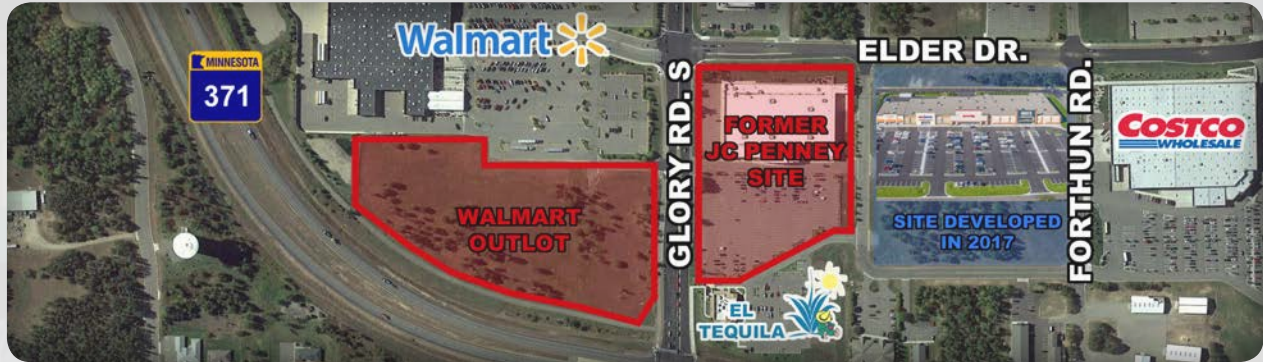 Walmart
MINNESOTA
371
ELDER DR.
GLORY RD. S
FORMER
JC PENNEY
SITE
FORTHUN RD.
COSTCO
WHOLESALE
WALMART
OUTLOT
SITE DEVELOPED
IN 2017
EL
TEQUILA